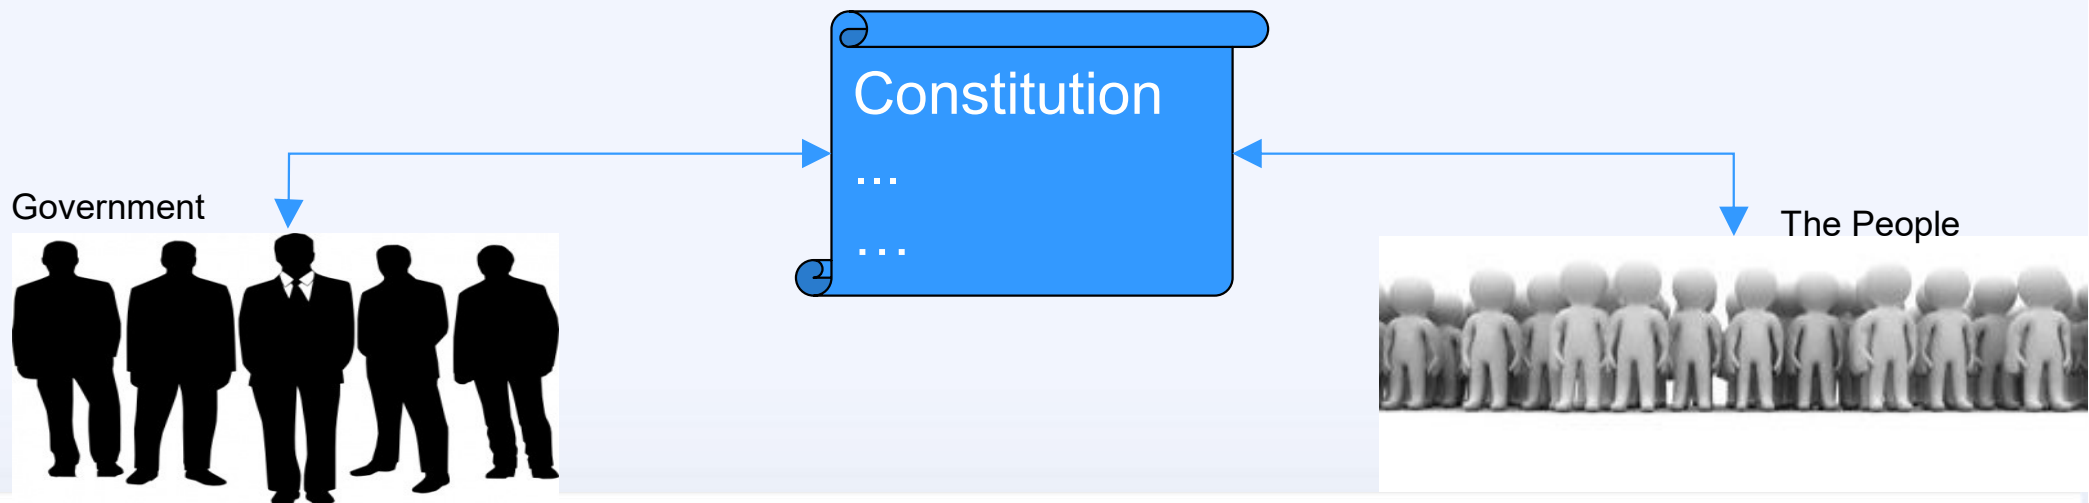 Constitution
...
...
Government
The People